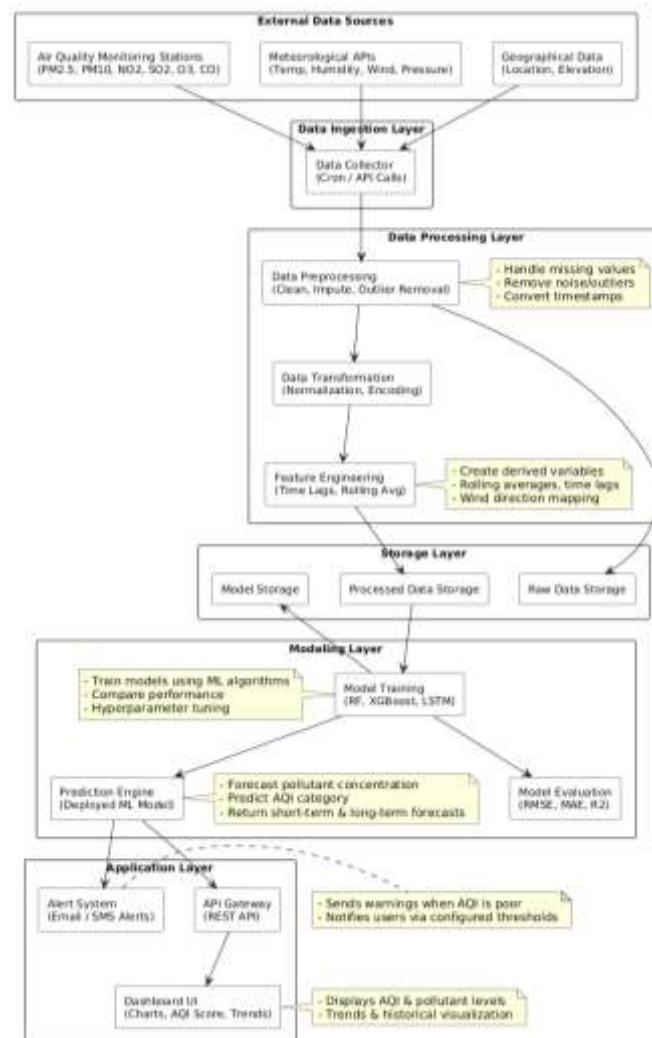 External Data Sources
Air Quality Monitoring Stations
(PM2.5, PM10, NO2, SO2, O3, CO)
Meteorological APIs
(Temp, Humidity, Wind, Pressure)
Geographical Data
(Location, Elevation)
Data Ingestion Layer
Data Collector
(Cron / API Calls)
Data Processing Layer
Data Preprocessing
(Clean, Impute, Outlier Removal)
- Handle missing values
- Remove noise/outliers
- Convert timestamps
Data Transformation
(Normalization, Encoding)
Feature Engineering
(Time Lags, Rolling Avg)
- Create derived variables
- Rolling averages, time lags
- Wind direction mapping
Storage Layer
Model Storage
Processed Data Storage
Raw Data Storage
Modeling Layer
- Train models using ML algorithms
- Compare performance
- Hyperparameter tuning
Model Training
(RF, XGBoost, LSTM)
Prediction Engine
(Deployed ML Model)
- Forecast pollutant concentration
- Predict AQI category
- Return short-term & long-term forecasts
Model Evaluation
(RMSE, MAE, R2)
Application Layer
Alert System
(Email / SMS Alerts)
API Gateway
(REST API)
- Sends warnings when AQI is poor
- Notifies users via configured thresholds
Dashboard UI
(Charts, AQI Score, Trends)
- Displays AQI & pollutant levels
- Trends & historical visualization